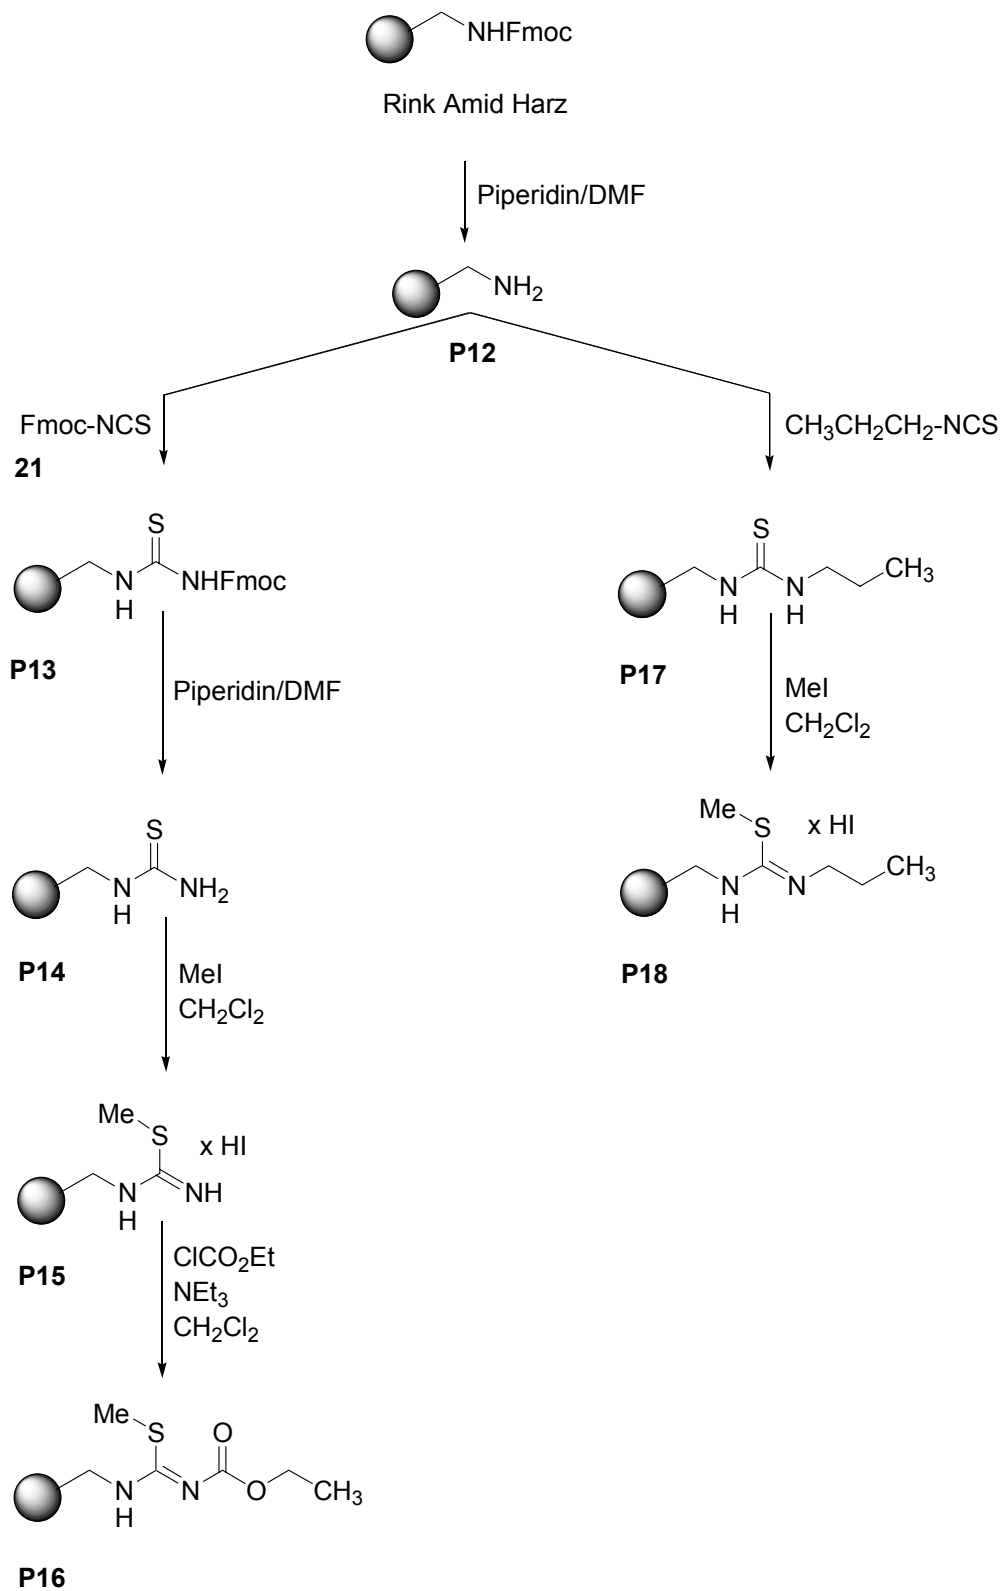 NHFmoc
Rink Amid Harz
Piperidin/DMF
NH2
P12
Fmoc-NCS
21
CH3CH2CH2-NCS
S
N
H
NHFmoc
P13
S
N
H
N
H
CH3
P17
Piperidin/DMF
MeI
CH2Cl2
S
N
H
NH2
P14
Me
S
x HI
N
H
N
CH3
P18
MeI
CH2Cl2
Me
S
x HI
N
H
NH
P15
ClCO2Et
NEt3
CH2Cl2
Me
S
O
N
H
N
O
CH3
P16